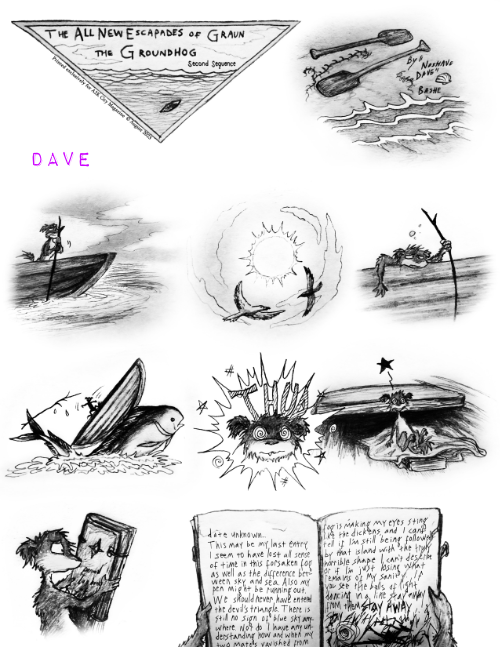 The All New Escapades of Graun
the Groundhog
Second Sequence
By "Noshave
Dave"
Bashe
DAVE
THOM
date unknown..
This may be my last entry
I seem to have lost all sense
of time in this forsaken fog
as well as the difference bet-
ween sky and sea. Also my
pen might be running out.
We should never have entered
the devil's triangle. There is
still no sign of blue sky any-
where. Nor do I have any un-
derstanding how and when my
two mates vanished from
fog is making my eyes sting
like the dickens and I can't
tell if I'm still being followed
by that island with the truly
horrible shape I can't describe
or if I'm just losing what
remains of my sanity. If
you see the balls of light
dancing in a line stay away
from them STAY AWAY